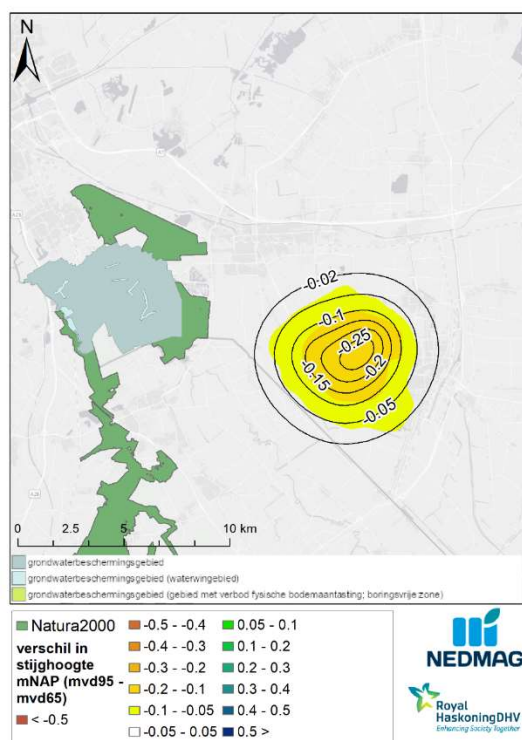 N
-0.02
-0.1
-0.25
-0.2
-0.15
-0.05
0
2.5
5
10 km
grondwaterbeschermingsgebied
grondwaterbeschermingsgebied (waterwingebied)
grondwaterbeschermingsgebied (gebied met verbod fysische bodemaantasting; boringsvrije zone)
Natura2000
verschil in
stijghoogte
mNAP (mvd95 -
mvd65)
< -0.5
-0.5 - -0.4
-0.4 - -0.3
-0.3 - -0.2
-0.2 - -0.1
-0.1 - -0.05
-0.05 - 0.05
0.05 - 0.1
0.1 - 0.2
0.2 - 0.3
0.3 - 0.4
0.4 - 0.5
0.5 >
NEDMAG
Royal
HaskoningDHV
Enhancing Society Together